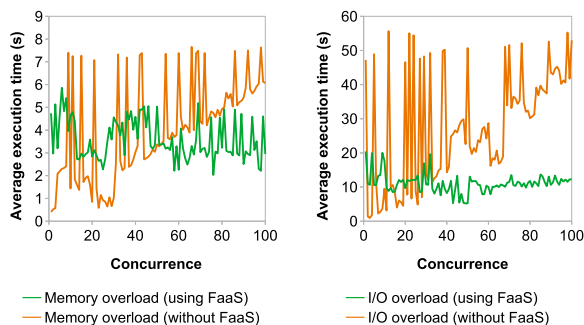 Average execution time (s)
9
8
7
6
5
4
3
2
1
0
0 20 40 60 80 100
Concurrence
Memory overload (using FaaS)
Memory overload (without FaaS)
Average execution time (s)
60
50
40
30
20
10
0
0 20 40 60 80 100
Concurrence
I/O overload (using FaaS)
I/O overload (without FaaS)